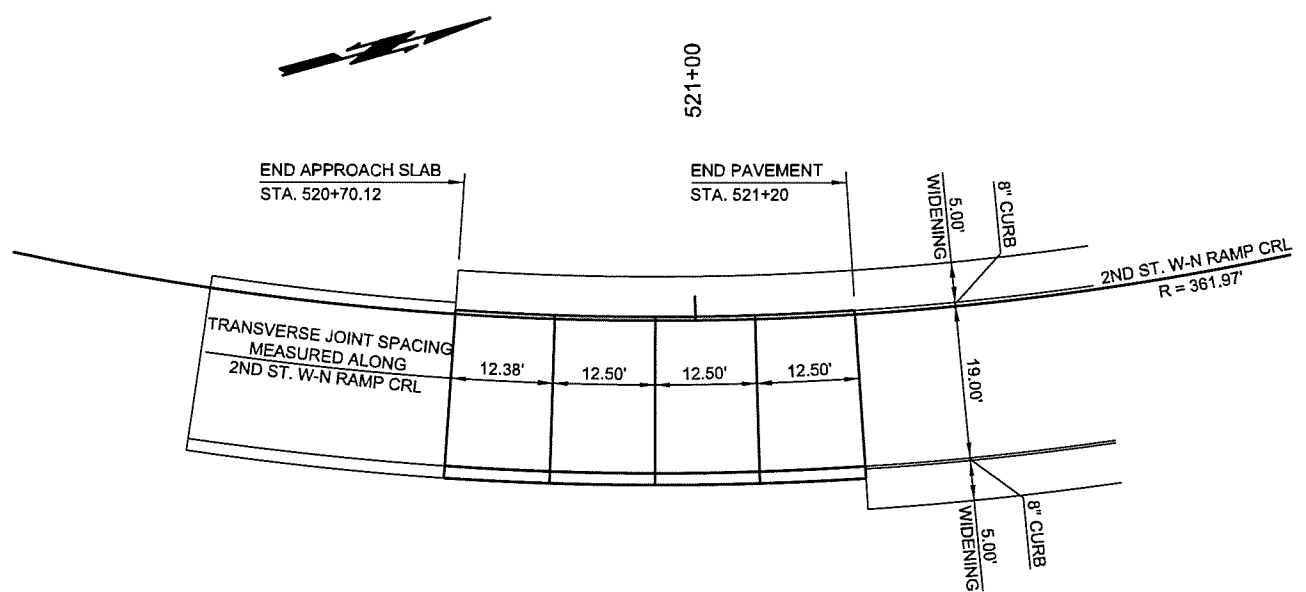 521+00
END APPROACH SLAB
STA. 520+70.12
END PAVEMENT
STA. 521+20
5.00'
WIDENING
8" CURB
2ND ST. W-N RAMP CRL
R = 361.97'
TRANSVERSE JOINT SPACING
MEASURED ALONG
2ND ST. W-N RAMP CRL
12.38'
12.50'
12.50'
12.50'
19.00'
5.00'
WIDENING
8" CURB